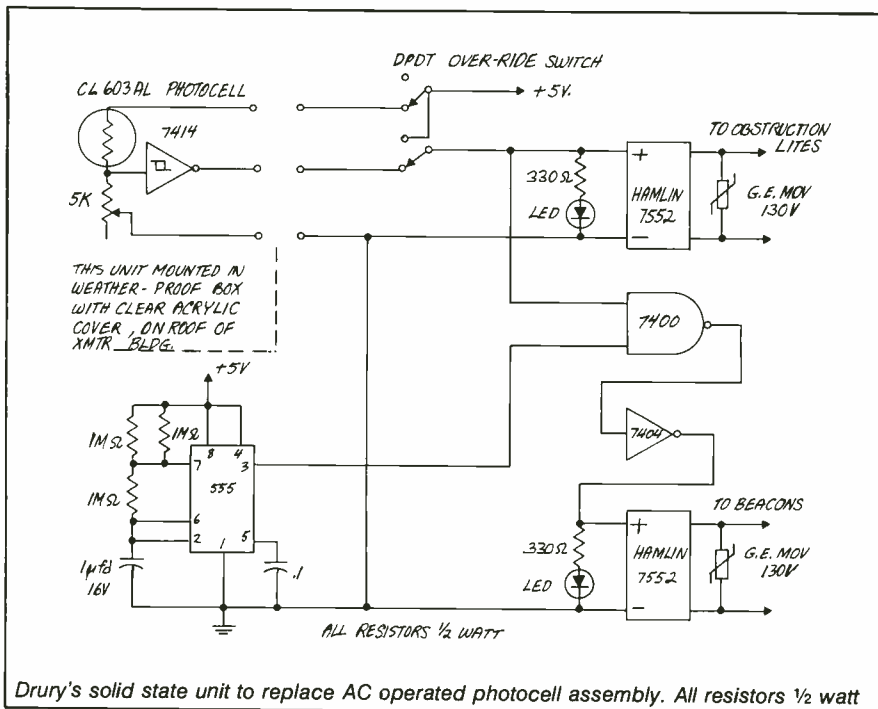 DPDT OVER-RIDE SWITCH
CL603AL PHOTOCELL
+5V.
7414
TO OBSTRUCTION
LITES
5K
330Ω
LED
+
HAMLIN
7552
−
G.E. MOV
130V
THIS UNIT MOUNTED IN
WEATHER-PROOF BOX
WITH CLEAR ACRYLIC
COVER, ON ROOF OF
XMTR BLDG.
7400
+5V
1MΩ
1MΩ
7
8
4
3
555
7404
1MΩ
6
2
1
5
1µfd
16V
.1
TO BEACONS
330Ω
LED
+
HAMLIN
7552
−
G.E. MOV
130V
ALL RESISTORS 1/2 WATT
Drury's solid state unit to replace AC operated photocell assembly. All resistors ½ watt